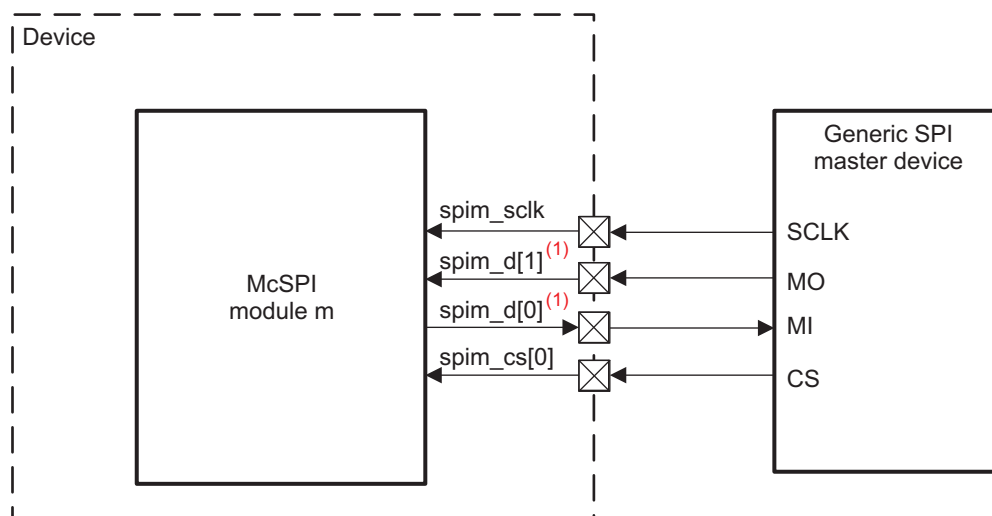 Device
McSPI
module m
spim_sclk
spim_d[1](1)
spim_d[0](1)
spim_cs[0]
Generic SPI
master device
SCLK
MO
MI
CS